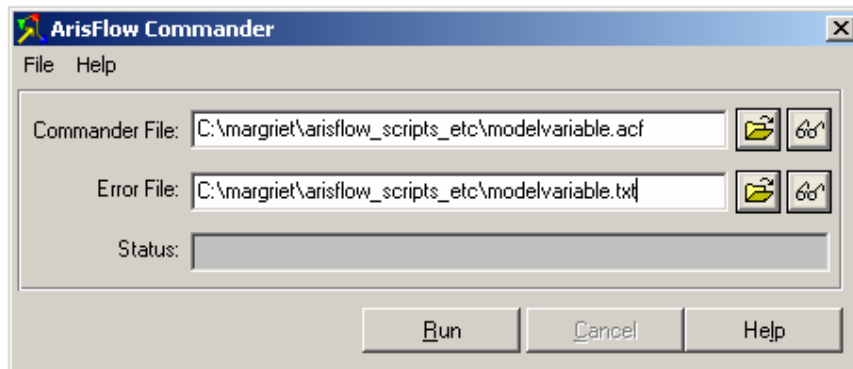 ArisFlow Commander
File Help
Commander File: C:\margriet\arisflow_scripts_etc\modelvariable.acf
Error File: C:\margriet\arisflow_scripts_etc\modelvariable.txt
Status:
Run Cancel Help